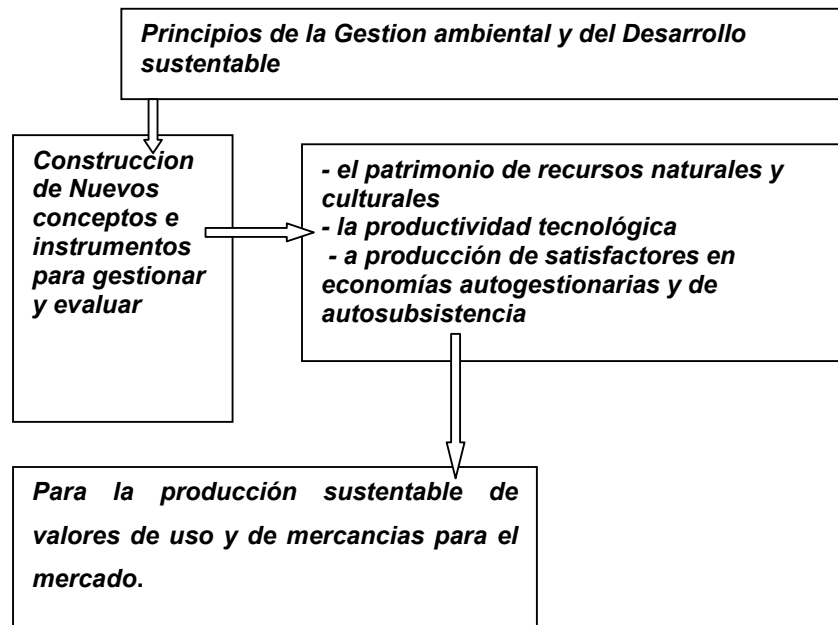 Principios de la Gestion ambiental y del Desarrollo
sustentable
Construccion
de Nuevos
conceptos e
instrumentos
para gestionar
y evaluar
- el patrimonio de recursos naturales y
culturales
- la productividad tecnológica
- a producción de satisfactores en
economías autogestionarias y de
autosubsistencia
Para la producción sustentable de
valores de uso y de mercancias para el
mercado.